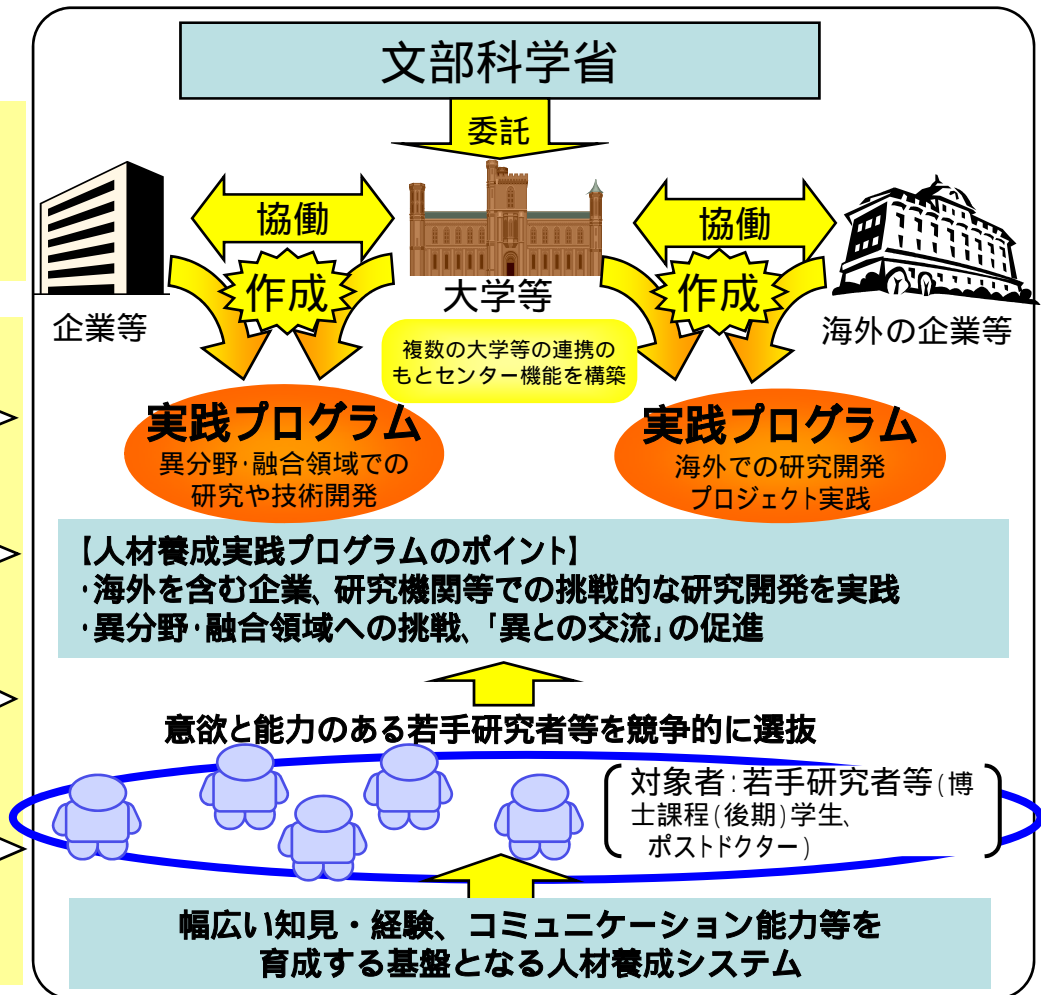 文部科学省
委託
協働
協働
作成
作成
企業等
大学等
海外の企業等
複数の大学等の連携の
もとセンター機能を構築
実践プログラム
異分野・融合領域での
研究や技術開発
実践プログラム
海外での研究開発
プロジェクト実践
【人材養成実践プログラムのポイント】
・海外を含む企業、研究機関等での挑戦的な研究開発を実践
・異分野・融合領域への挑戦、「異との交流」の促進
意欲と能力のある若手研究者等を競争的に選抜
対象者：若手研究者等(博
士課程(後期)学生、
ポストドクター)
幅広い知見・経験、コミュニケーション能力等を
育成する基盤となる人材養成システム